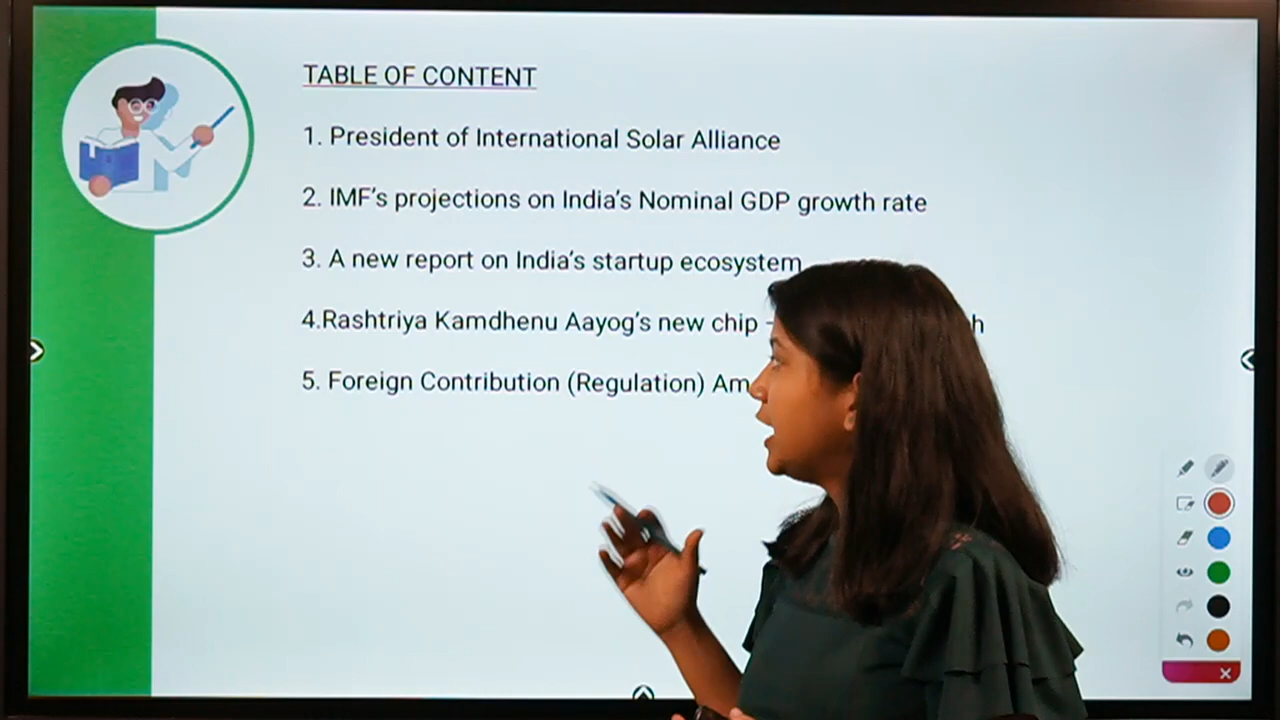 TABLE OF CONTENT
1. President of International Solar Alliance
2. IMF's projections on India's Nominal GDP growth rate
3. A new report on India's startup ecosystem
4.Rashtriya Kamdhenu Aayog's new chip -
5. Foreign Contribution (Regulation)